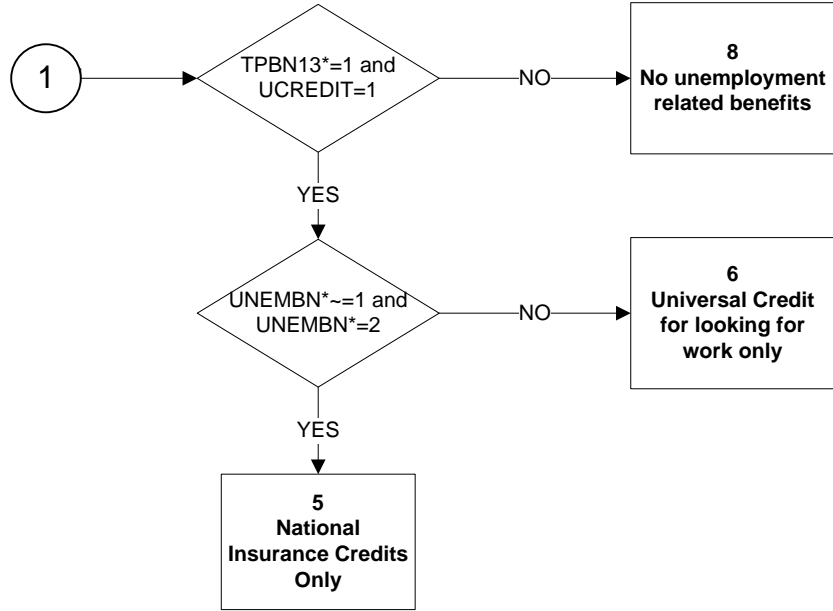 1
TPBN13*=1 and
UCREDIT=1
NO
8
No unemployment
related benefits
YES
UNEMBN*~=1 and
UNEMBN*=2
NO
6
Universal Credit
for looking for
work only
YES
5
National
Insurance Credits
Only